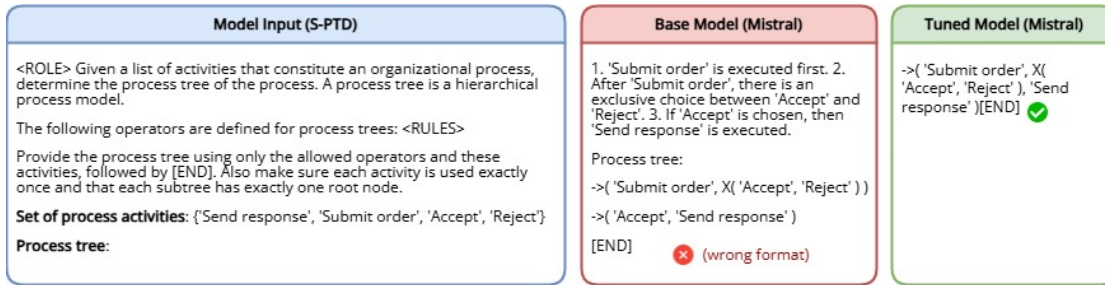 Model Input (S-PTD)
<ROLE> Given a list of activities that constitute an organizational process,
determine the process tree of the process. A process tree is a hierarchical
process model.
The following operators are defined for process trees: <RULES>
Provide the process tree using only the allowed operators and these
activities, followed by [END]. Also make sure each activity is used exactly
once and that each subtree has exactly one root node.
Set of process activities: {'Send response', 'Submit order', 'Accept', 'Reject'}
Process tree:
Base Model (Mistral)
1. 'Submit order' is executed first. 2.
After 'Submit order', there is an
exclusive choice between 'Accept' and
'Reject'. 3. If 'Accept' is chosen, then
'Send response' is executed.
Process tree:
->( 'Submit order', X( 'Accept', 'Reject' ) )
->( 'Accept', 'Send response' )
[END]
(wrong format)
Tuned Model (Mistral)
->( 'Submit order', X(
'Accept', 'Reject' ), 'Send
response' )[END]